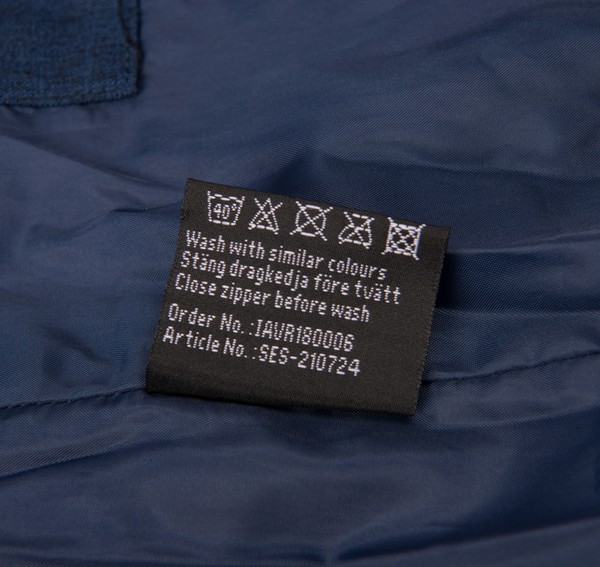 40°
Wash with similar colours
Stäng dragkedja före tvätt
Close zipper before wash
Order No.:IAVR180006
Article No.:SES-210724